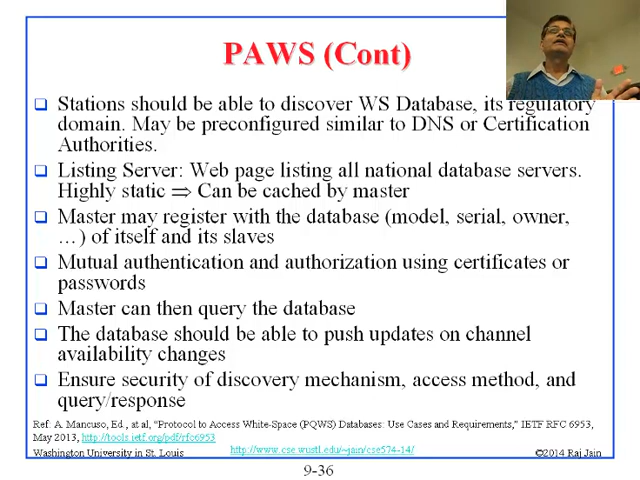 PAWS (Cont)
Stations should be able to discover WS Database, its regulatory
domain. May be preconfigured similar to DNS or Certification
Authorities.
Listing Server: Web page listing all national database servers.
Highly static ⇒ Can be cached by master
Master may register with the database (model, serial, owner,
…) of itself and its slaves
Mutual authentication and authorization using certificates or
passwords
Master can then query the database
The database should be able to push updates on channel
availability changes
Ensure security of discovery mechanism, access method, and
query/response
Ref: A. Mancuso, Ed., at al, “Protocol to Access White-Space (PQWS) Databases: Use Cases and Requirements,” IETF RFC 6953,
May 2013, http://tools.ietf.org/pdf/rfc6953
Washington University in St. Louis http://www.cse.wustl.edu/~jain/cse574-14/ ©2014 Raj Jain
9-36